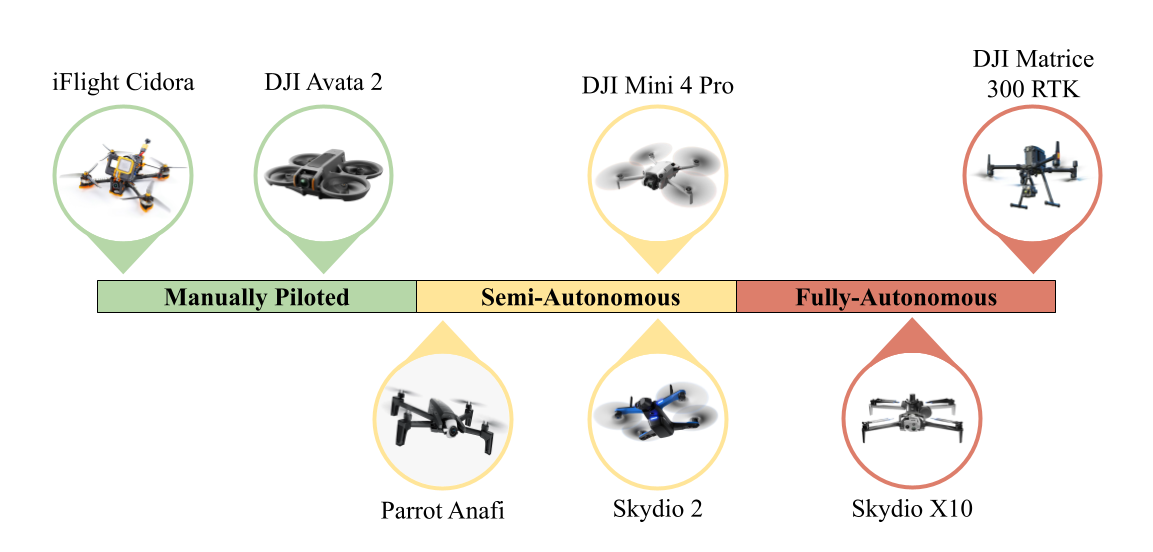 iFlight Cidora
DJI Avata 2
DJI Mini 4 Pro
DJI Matrice
300 RTK
Manually Piloted
Semi-Autonomous
Fully-Autonomous
Parrot Anafi
Skydio 2
Skydio X10